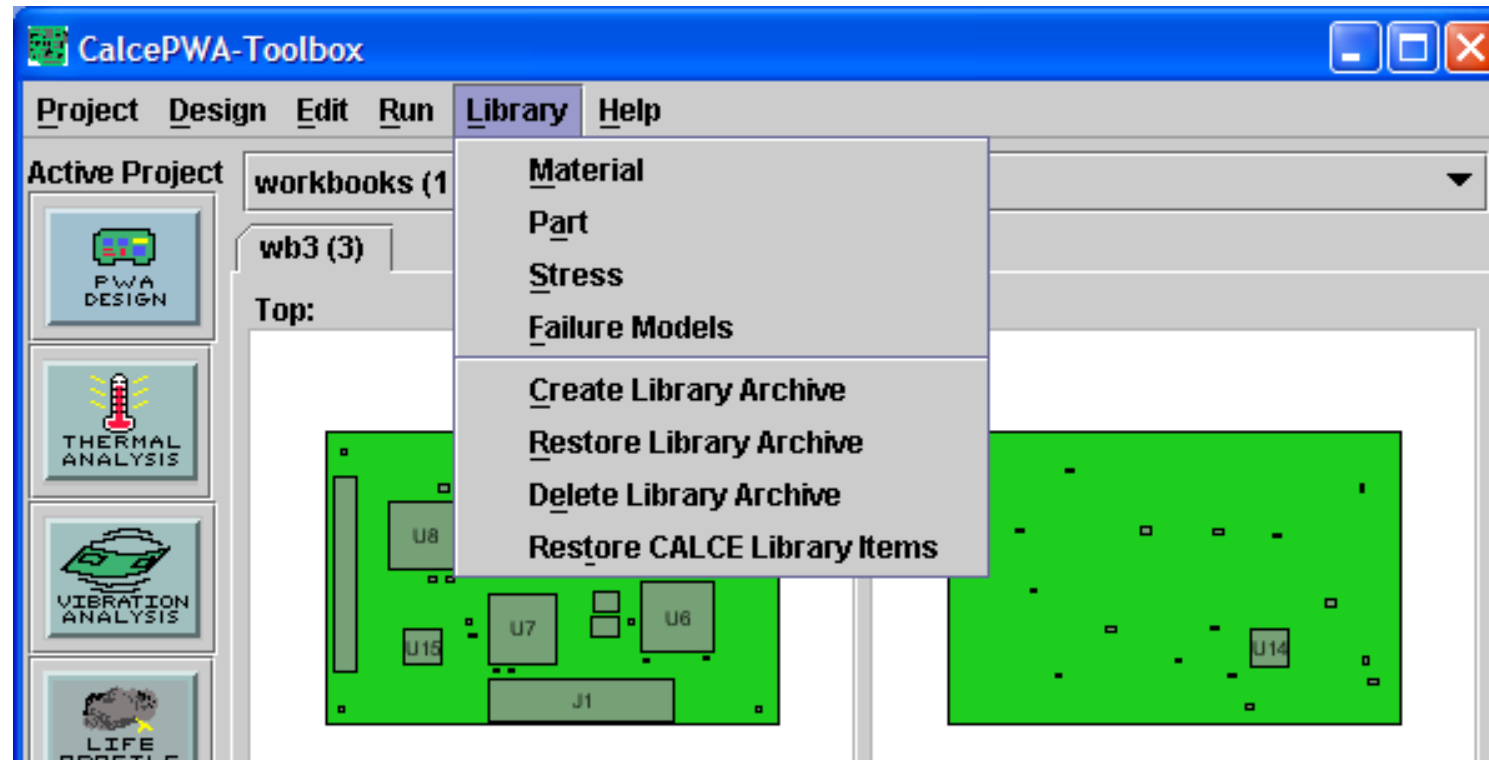 CalcePWA-Toolbox
Project Design Edit Run Library Help
Active Project
workbooks (1
Material
Part
Stress
Failure Models
Create Library Archive
Restore Library Archive
Delete Library Archive
Restore CALCE Library Items
wb3 (3)
Top:
PWA
DESIGN
THERMAL
ANALYSIS
VIBRATION
ANALYSIS
LIFE
U8
U7
U6
U15
J1
U14